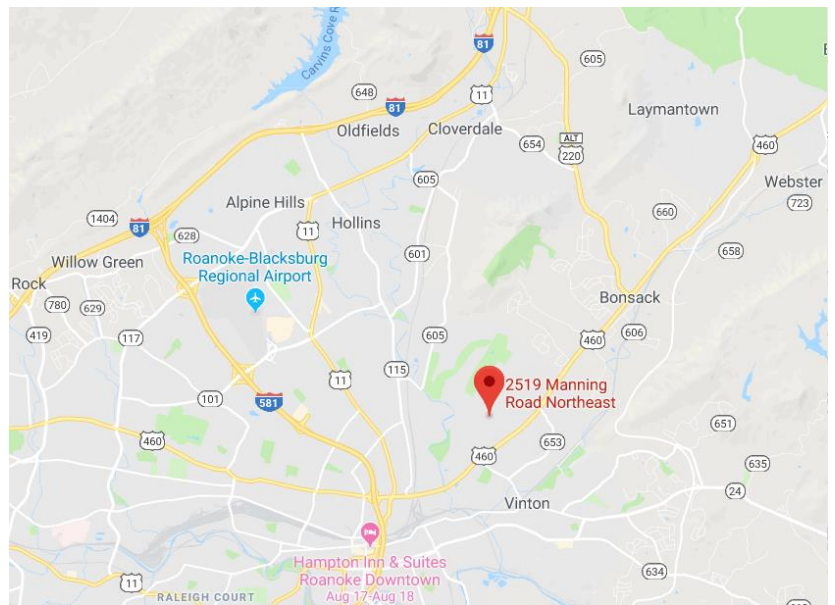 Carvins Cove R
81
605
648
81
11
Oldfields
Cloverdale
Laymantown
ALT
220
654
460
605
Webster
Alpine Hills
723
1404
81
628
11
Hollins
660
Willow Green
Roanoke-Blacksburg
Regional Airport
601
658
Rock
780
629
Bonsack
419
117
605
460
606
115
11
2519 Manning
Road Northeast
101
581
651
460
460
653
635
24
Vinton
Hampton Inn & Suites
Roanoke Downtown
Aug 17-Aug 18
634
11
RALEIGH COURT